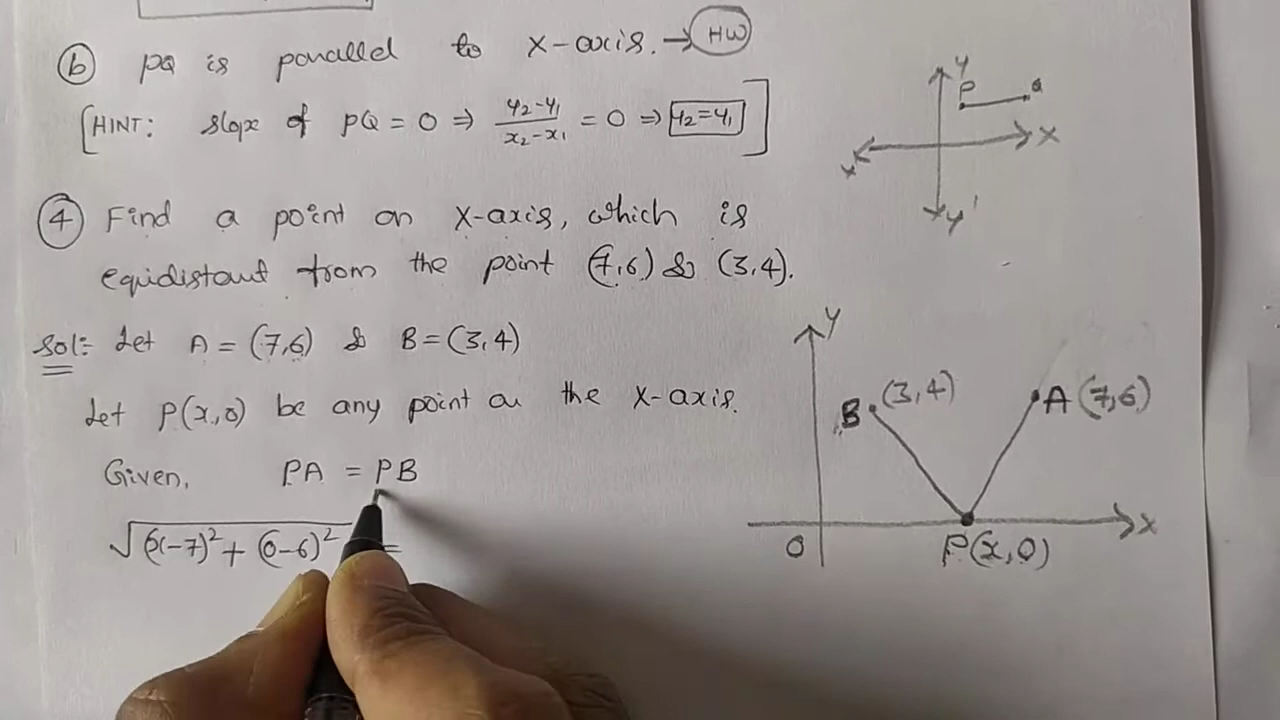 (b) PQ is parallel to X-axis. → HW
[HINT: slope of PQ = 0 ⇒ y2-y1/x2-x1 = 0 ⇒ y2=y1]
(4) Find a point on X-axis, which is
equidistant from the point (7,6) & (3,4).
Sol: Let A = (7,6) & B = (3,4)
Let P(x,0) be any point on the X-axis.
Given, PA = PB
√(x-7)² + (0-6)² =
y
P Q
X
x'
y'
y
B (3,4)
A (7,6)
0
P(x,0)
X